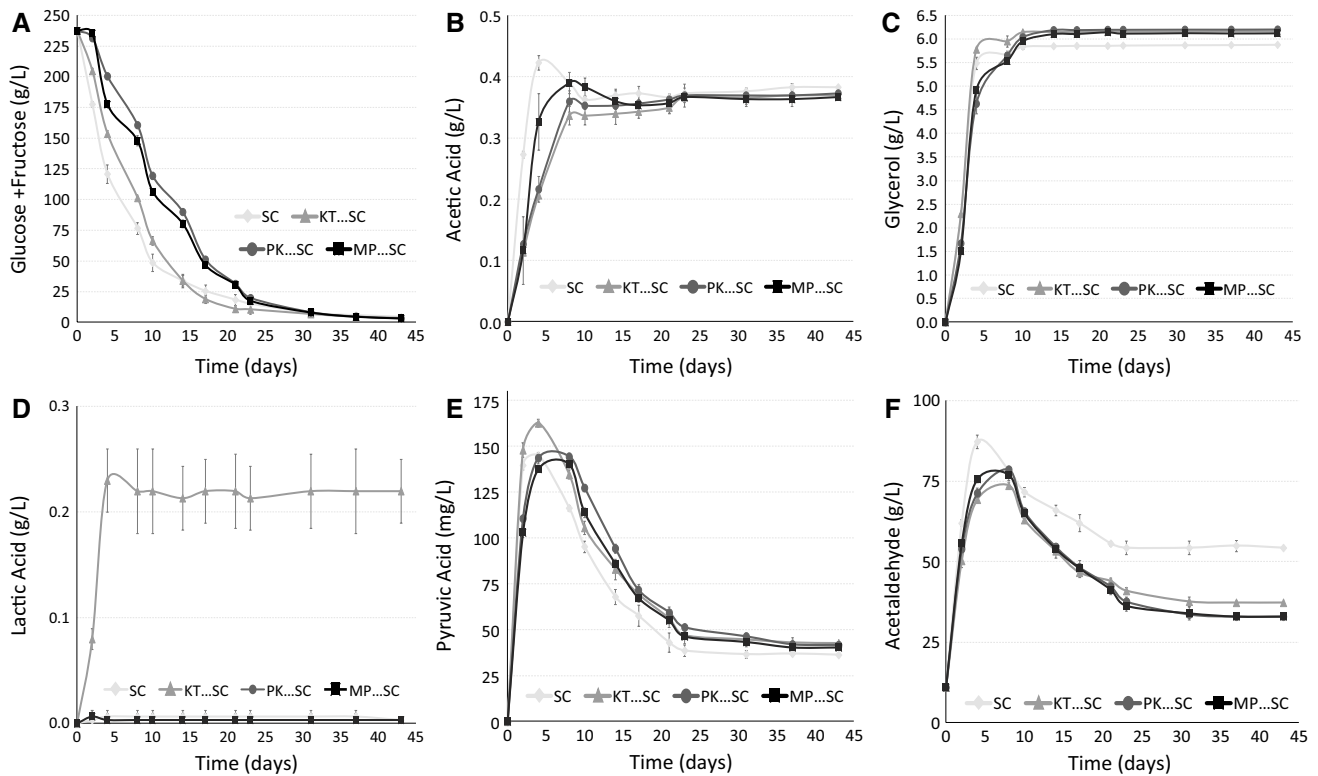 A
Glucose +Fructose (g/L)
250
225
200
175
150
125
100
75
50
25
0
SC KT...SC
PK...SC MP...SC
0 5 10 15 20 25 30 35 40 45
Time (days)
B
Acetic Acid (g/L)
0.5
0.4
0.3
0.2
0.1
0.0
SC KT...SC PK...SC MP...SC
0 5 10 15 20 25 30 35 40 45
Time (days)
C
Glycerol (g/L)
6.5
6.0
5.5
5.0
4.5
4.0
3.5
3.0
2.5
2.0
1.5
1.0
0.5
0.0
SC KT...SC PK...SC MP...SC
0 5 10 15 20 25 30 35 40 45
Time (days)
D
Lactic Acid (g/L)
0.3
0.2
0.1
0.0
SC KT...SC PK...SC MP...SC
0 5 10 15 20 25 30 35 40 45
Time (days)
E
Pyruvic Acid (mg/L)
175
150
125
100
75
50
25
0
SC KT...SC PK...SC MP...SC
0 5 10 15 20 25 30 35 40 45
Time (days)
F
Acetaldehyde (g/L)
100
75
50
25
0
SC KT...SC PK...SC MP...SC
0 5 10 15 20 25 30 35 40 45
Time (days)